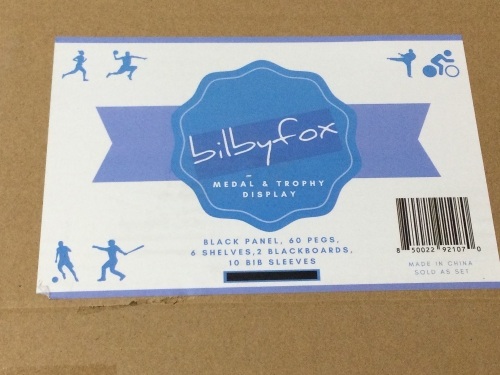 bilbyfox
MEDAL & TROPHY
DISPLAY
BLACK PANEL, 60 PEGS,
6 SHELVES,2 BLACKBOARDS,
10 BIB SLEEVES
8 50022 92107 0
MADE IN CHINA
SOLD AS SET